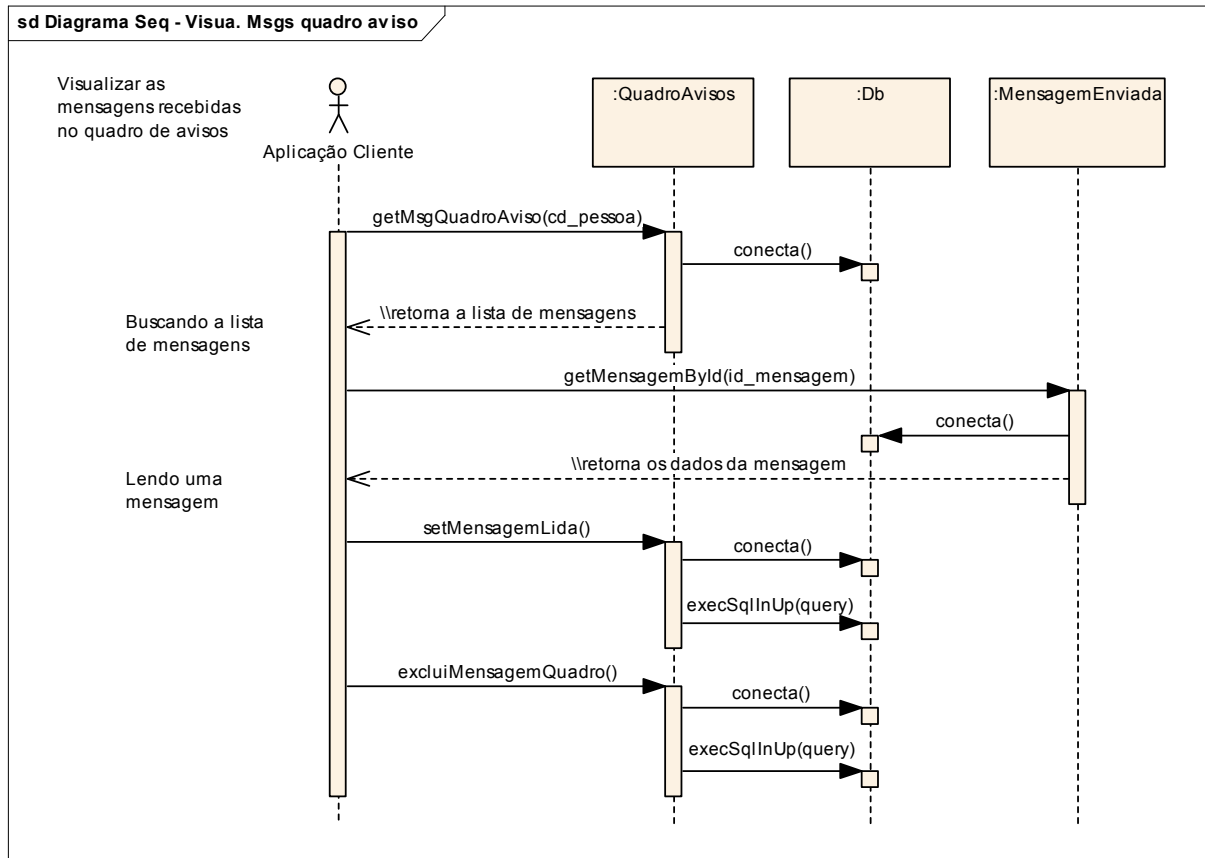 sd Diagrama Seq - Visua. Msgs quadro aviso
Visualizar as
mensagens recebidas
no quadro de avisos
Aplicação Cliente
:QuadroAvisos
:Db
:MensagemEnviada
getMsgQuadroAviso(cd_pessoa)
conecta()
\\retorna a lista de mensagens
Buscando a lista
de mensagens
getMensagemById(id_mensagem)
conecta()
\\retorna os dados da mensagem
Lendo uma
mensagem
setMensagemLida()
conecta()
execSqlInUp(query)
excluiMensagemQuadro()
conecta()
execSqlInUp(query)